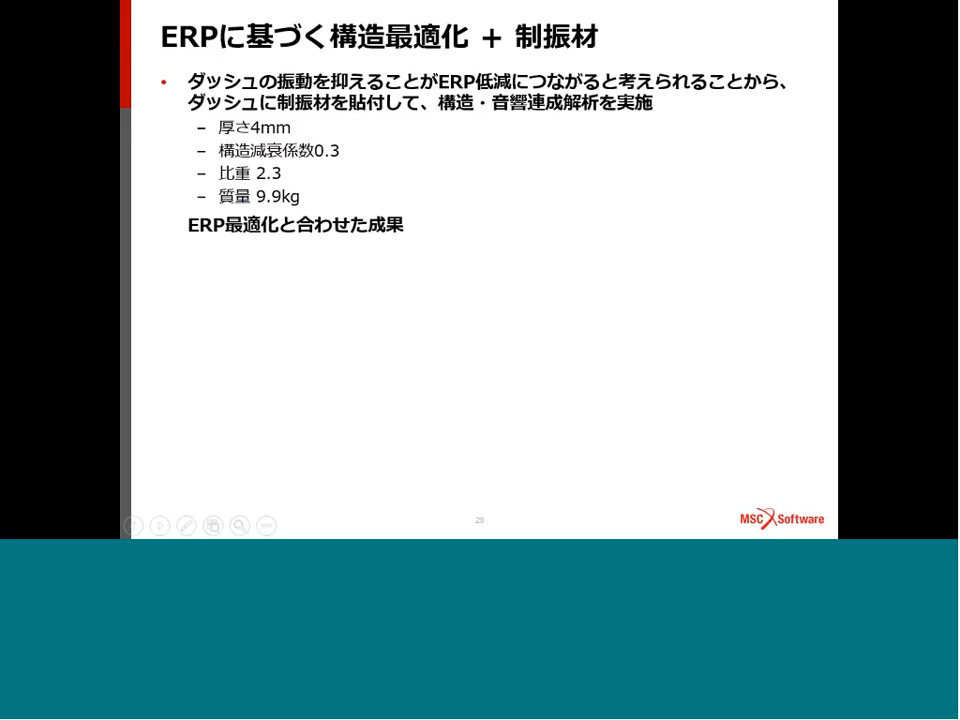 ERPに基づく構造最適化 ＋ 制振材
• ダッシュの振動を抑えることがERP低減につながると考えられることから、
ダッシュに制振材を貼付して、構造・音響連成解析を実施
– 厚さ4mm
– 構造減衰係数0.3
– 比重 2.3
– 質量 9.9kg
ERP最適化と合わせた成果
29
MSC Software